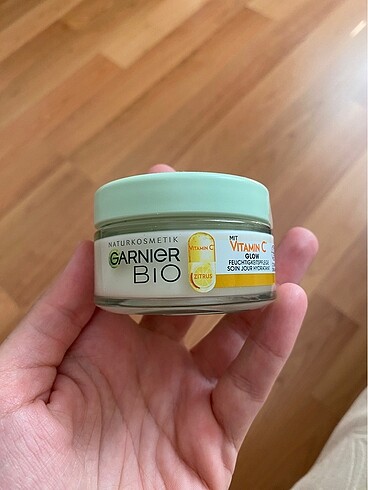 NATURKOSMETIK
GARNIER
BIO
VITAMIN C
ZITRUS
MIT
VITAMIN C
GLOW
FEUCHTIGKEITSPFLEGE
SOIN JOUR HYDRATANT